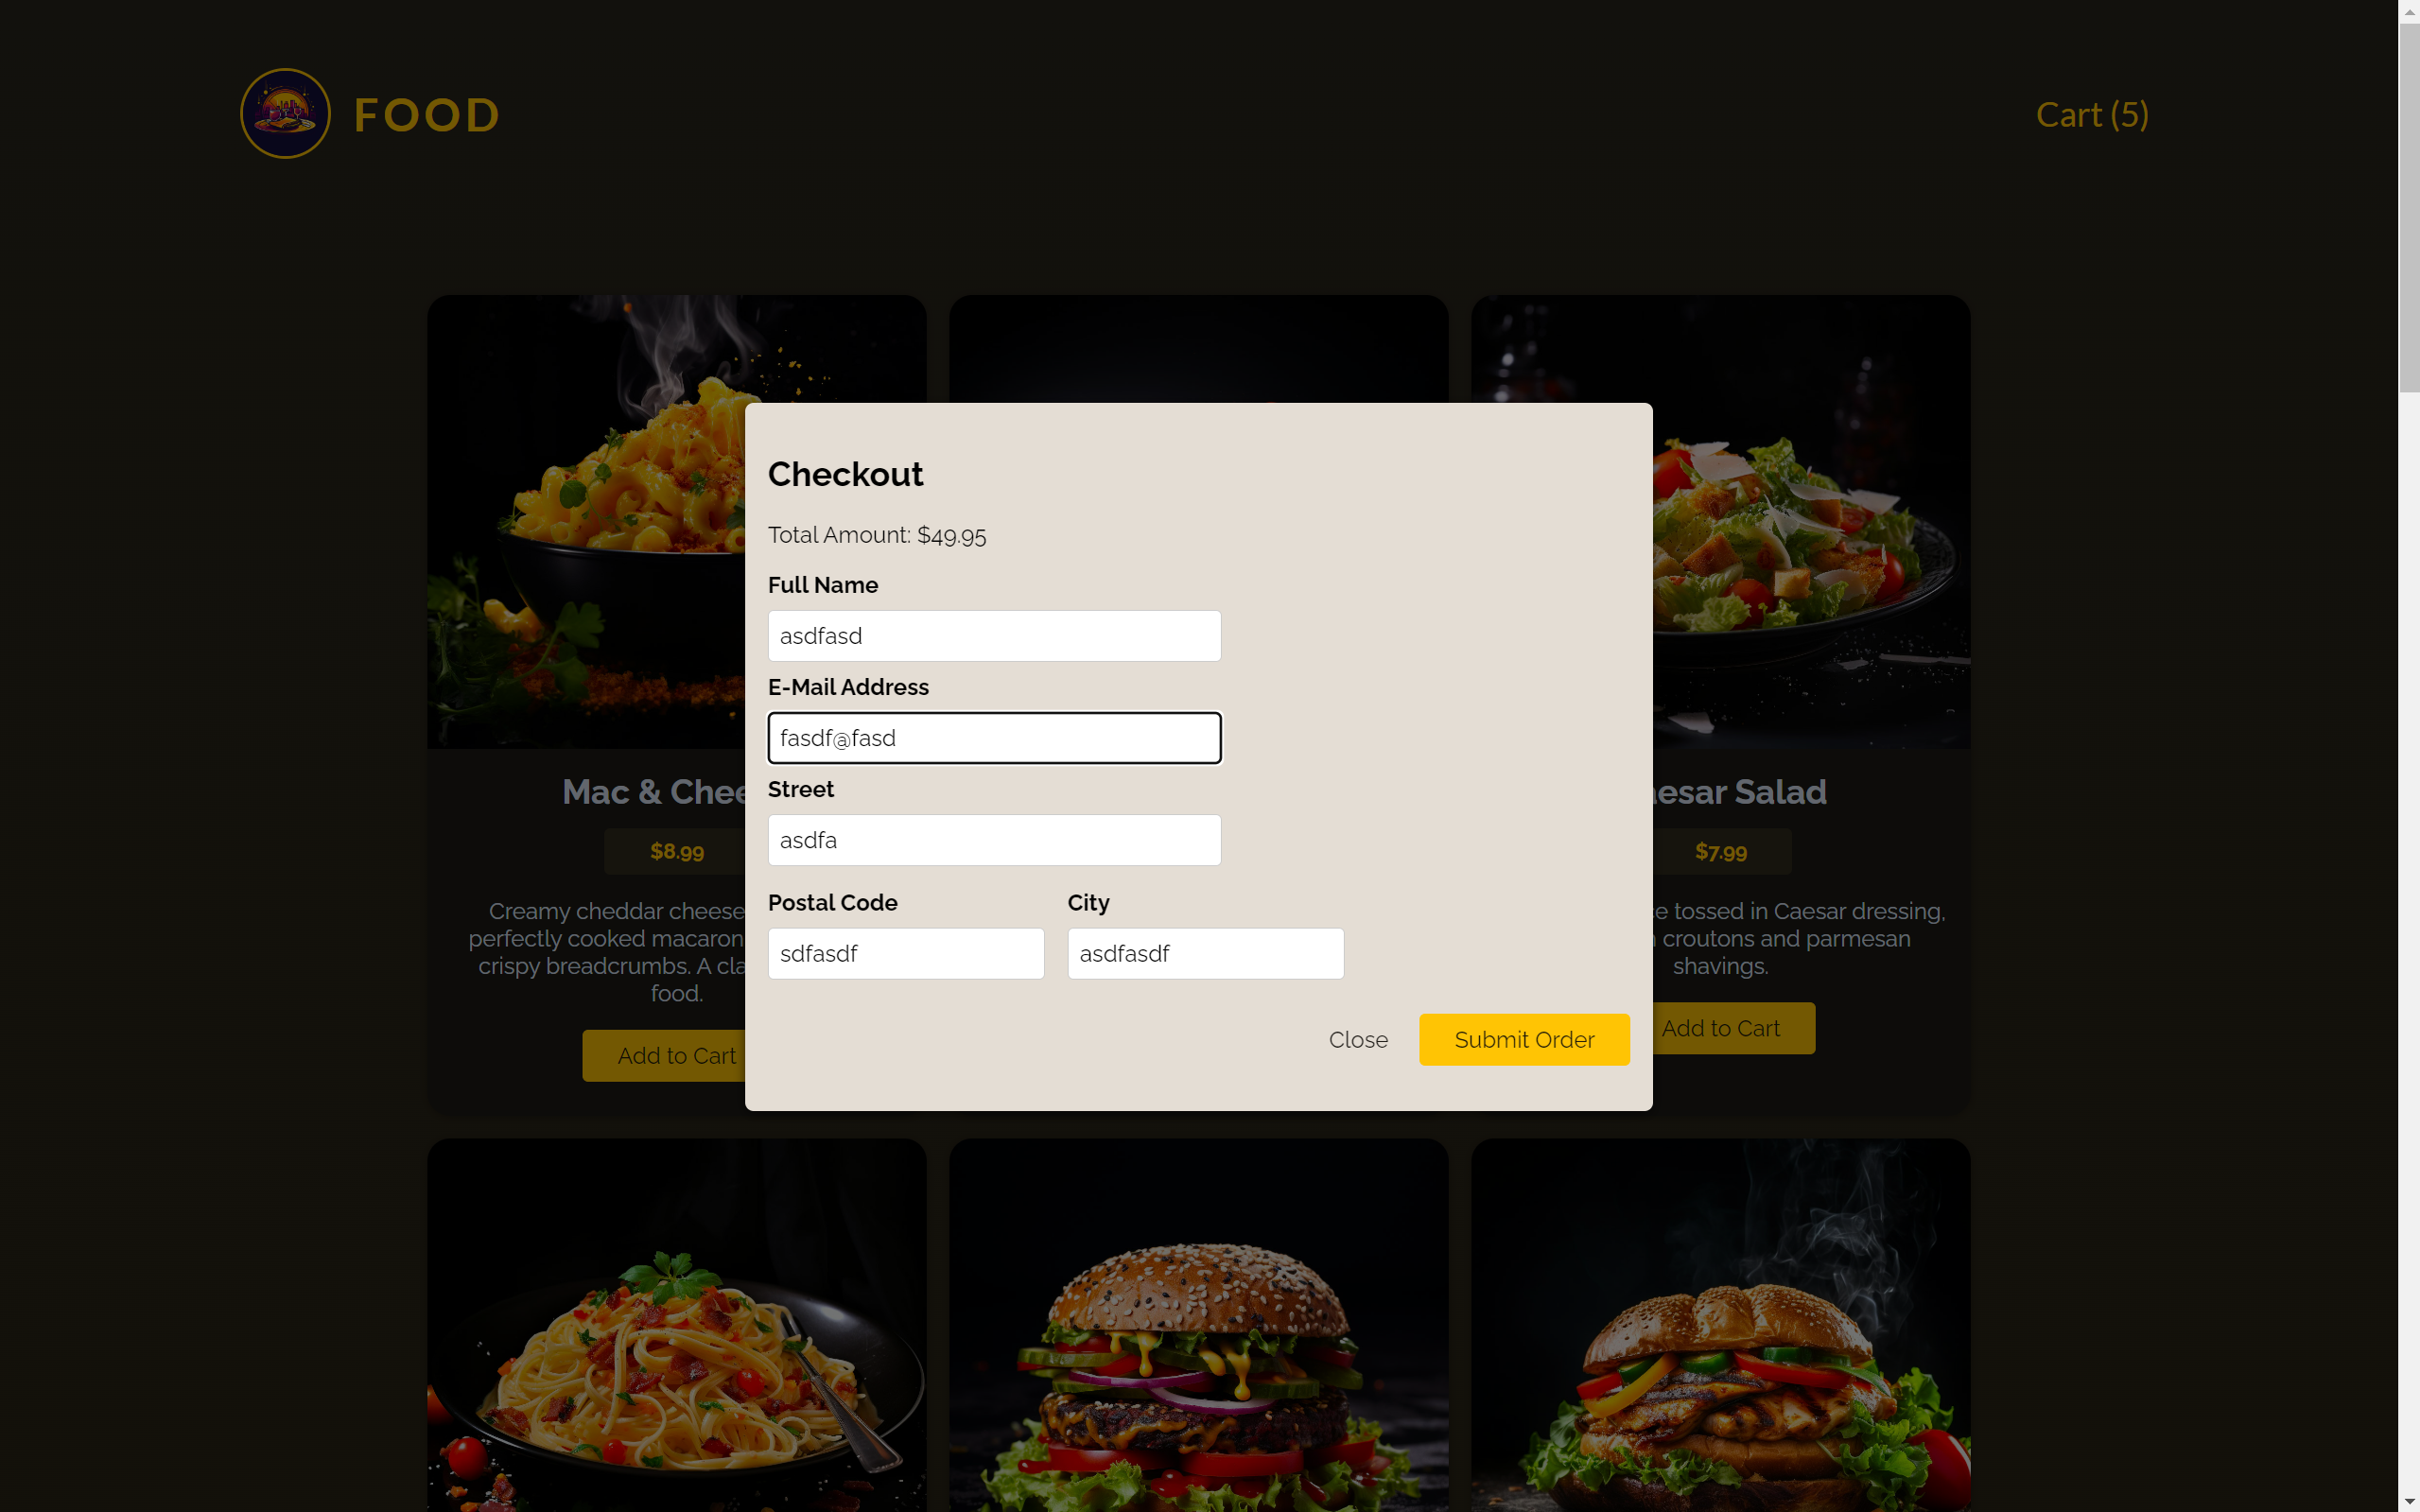 FOOD
Cart (5)
Checkout
Total Amount: $49.95
Full Name
asdfasd
E-Mail Address
fasdf@fasd
Street
asdfa
Postal Code
City
sdfasdf
asdfasdf
Close
Submit Order
Mac & Chee
$8.99
Creamy cheddar cheese
perfectly cooked macaron
crispy breadcrumbs. A cla
food.
Add to Cart
esar Salad
$7.99
e tossed in Caesar dressing,
croutons and parmesan
shavings.
Add to Cart